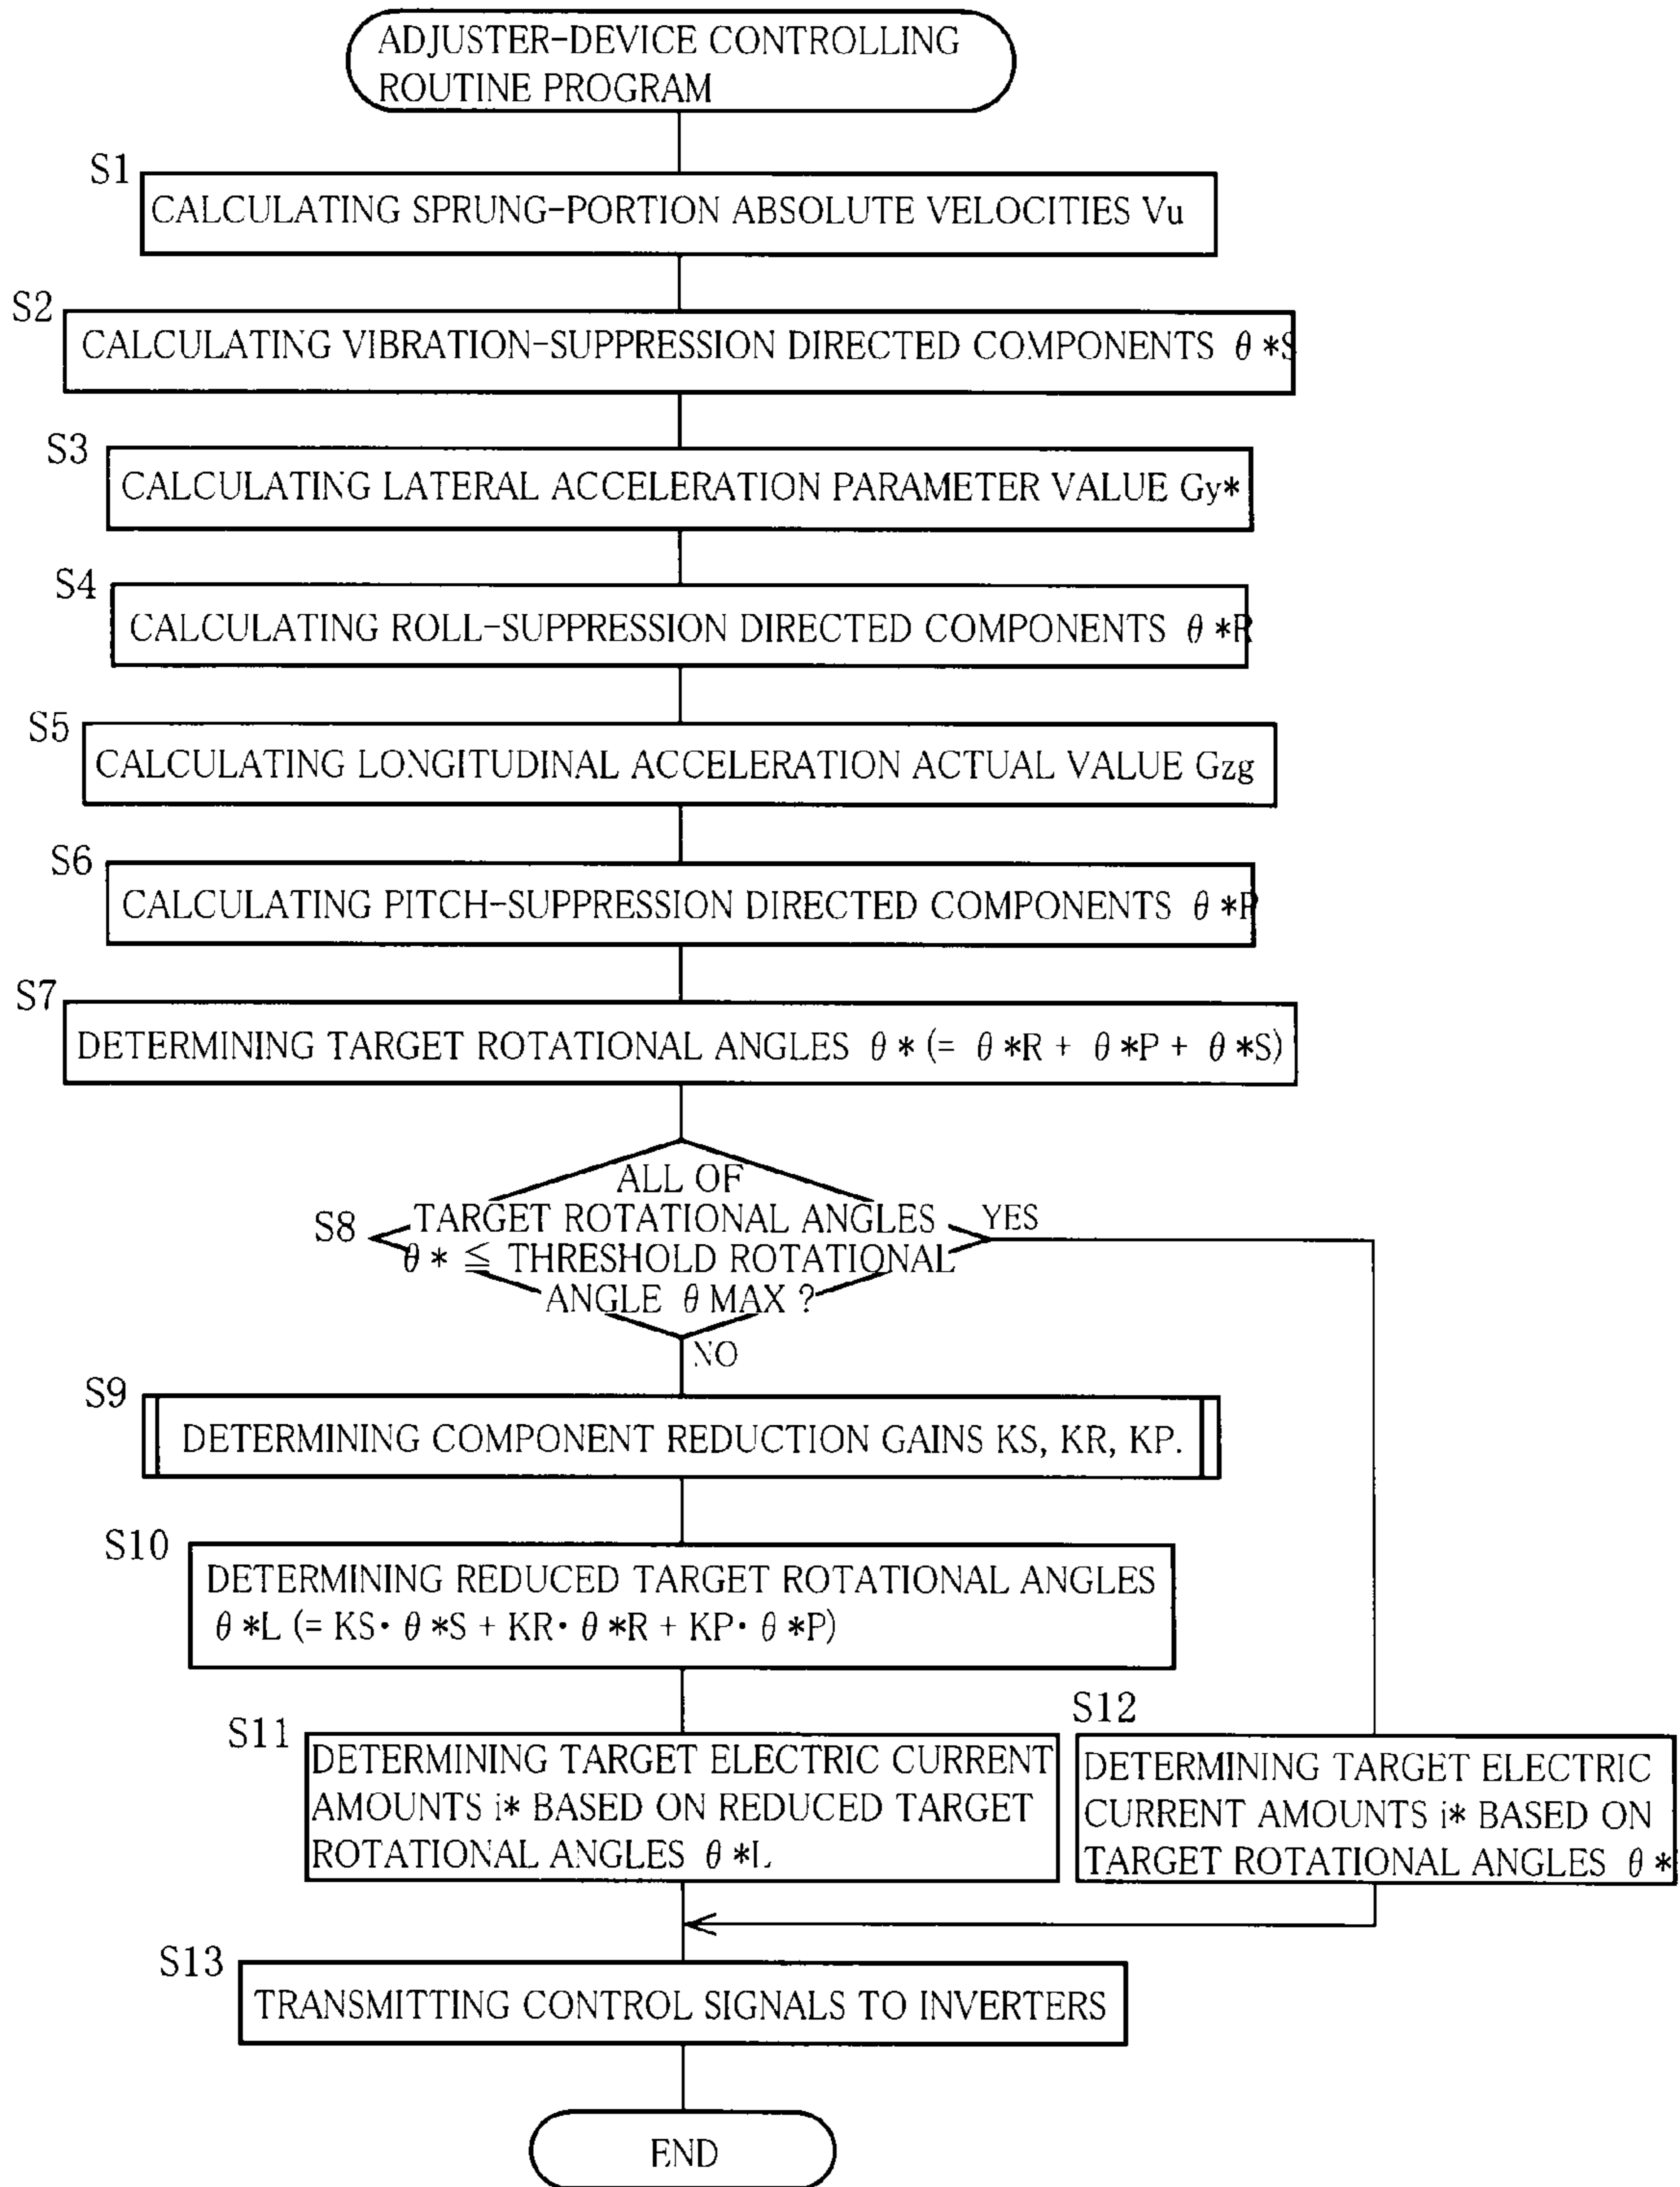 ADJUSTER-DEVICE CONTROLLING
ROUTINE PROGRAM
S1
CALCULATING SPRUNG-PORTION ABSOLUTE VELOCITIES Vu
S2
CALCULATING VIBRATION-SUPPRESSION DIRECTED COMPONENTS θ*S
S3
CALCULATING LATERAL ACCELERATION PARAMETER VALUE Gy*
S4
CALCULATING ROLL-SUPPRESSION DIRECTED COMPONENTS θ*R
S5
CALCULATING LONGITUDINAL ACCELERATION ACTUAL VALUE Gzg
S6
CALCULATING PITCH-SUPPRESSION DIRECTED COMPONENTS θ*P
S7
DETERMINING TARGET ROTATIONAL ANGLES θ* (= θ*R + θ*P + θ*S)
S8
ALL OF
TARGET ROTATIONAL ANGLES
θ* ≦ THRESHOLD ROTATIONAL
ANGLE θMAX ?
YES
NO
S9
DETERMINING COMPONENT REDUCTION GAINS KS, KR, KP.
S10
DETERMINING REDUCED TARGET ROTATIONAL ANGLES
θ*L (= KS· θ*S + KR· θ*R + KP· θ*P)
S11
DETERMINING TARGET ELECTRIC CURRENT
AMOUNTS i* BASED ON REDUCED TARGET
ROTATIONAL ANGLES θ*L
S12
DETERMINING TARGET ELECTRIC
CURRENT AMOUNTS i* BASED ON
TARGET ROTATIONAL ANGLES θ*
S13
TRANSMITTING CONTROL SIGNALS TO INVERTERS
END